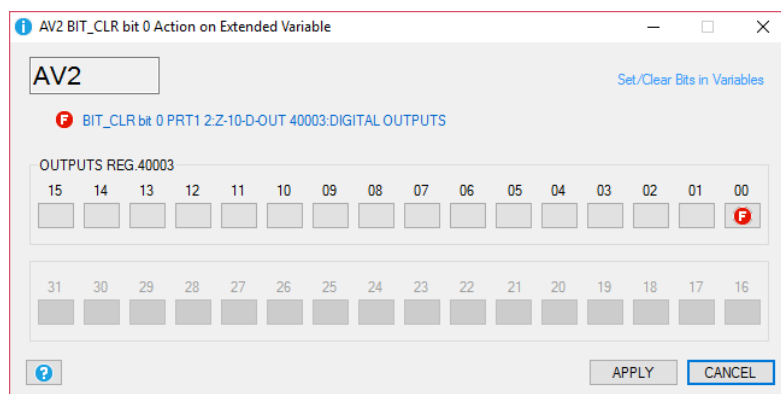 AV2 BIT_CLR bit 0 Action on Extended Variable
AV2
Set/Clear Bits in Variables
F BIT_CLR bit 0 PRT1 2:Z-10-D-OUT 40003:DIGITAL OUTPUTS
OUTPUTS REG.40003
15 14 13 12 11 10 09 08 07 06 05 04 03 02 01 00
F
31 30 29 28 27 26 25 24 23 22 21 20 19 18 17 16
? APPLY CANCEL